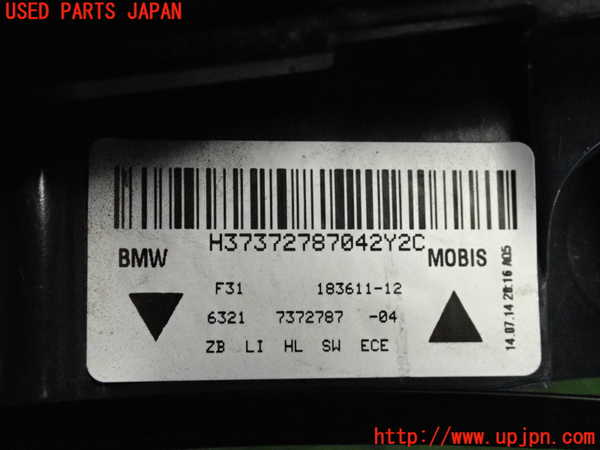 USED PARTS JAPAN
H37372787042Y2C
BMW
MOBIS
F31 183611-12
6321 7372787 -04
ZB LI HL SW ECE
14.07.14 20:16 A05
http://www.upjpn.com/